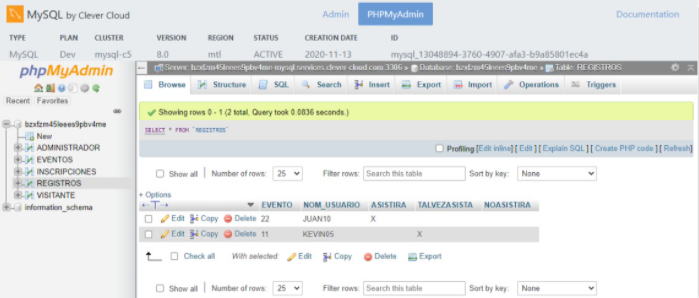 MySQL by Clever Cloud Admin PHPMyAdmin Documentation
TYPE PLAN CLUSTER VERSION REGION STATUS CREATION DATE ID
MySQL Dev mysql-c5 8.0 mtl ACTIVE 2020-11-13 mysql_13048894-3760-4907-afa3-b9a85801ec4a
phpMyAdmin
Recent Favorites
bzxfzm45leees9pbv4me
New
ADMINISTRADOR
EVENTOS
INSCRIPCIONES
REGISTROS
VISITANTE
information_schema
Server: bzxfzm45leees9pbv4me-mysql.services.clever-cloud.com:3306 » Database: bzxfzm45leees9pbv4me » Table: REGISTROS
Browse Structure SQL Search Insert Export Import Operations Triggers
Showing rows 0 - 1 (2 total, Query took 0.0836 seconds.)
SELECT * FROM `REGISTROS`
Profiling [Edit inline] [ Edit ] [ Explain SQL ] [ Create PHP code ] [ Refresh]
Show all Number of rows: 25 Filter rows: Search this table Sort by key: None
+ Options
EVENTO NOM_USUARIO ASISTIRA TALVEZASISTA NOASISTIRA
Edit Copy Delete 22 JUAN10 X
Edit Copy Delete 11 KEVIN05 X
Check all With selected: Edit Copy Delete Export
Show all Number of rows: 25 Filter rows: Search this table Sort by key: None